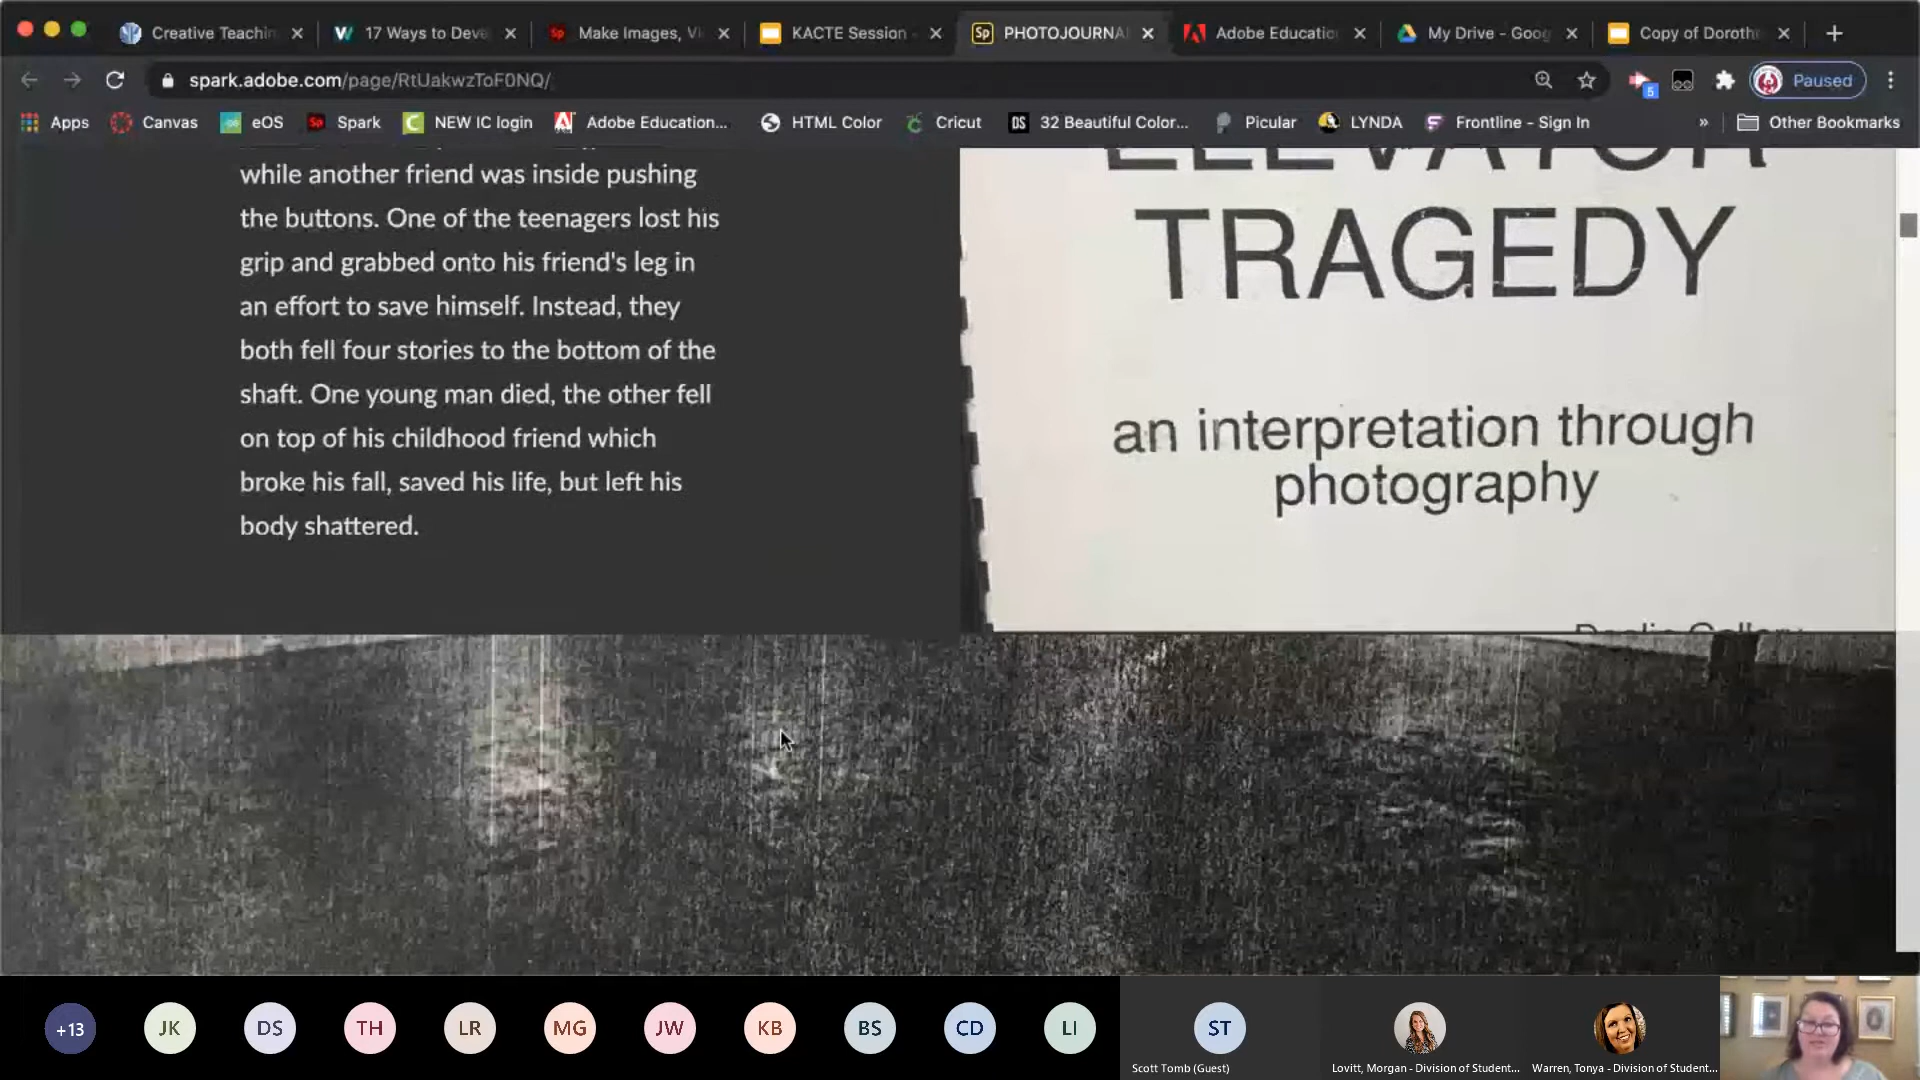 Creative Teachin
17 Ways to Deve
Make Images, Vi
KACTE Session -
PHOTOJOURNA
Adobe Educatio
My Drive - Goog
Copy of Doroth
spark.adobe.com/page/RtUakwzToF0NQ/
5
Paused
Apps
Canvas
eOS
Spark
NEW IC login
Adobe Education...
HTML Color
Cricut
32 Beautiful Color...
Picular
LYNDA
Frontline - Sign In
»
Other Bookmarks
while another friend was inside pushing
the buttons. One of the teenagers lost his
grip and grabbed onto his friend's leg in
an effort to save himself. Instead, they
both fell four stories to the bottom of the
shaft. One young man died, the other fell
on top of his childhood friend which
broke his fall, saved his life, but left his
body shattered.
ELEVATOR
TRAGEDY
an interpretation through
photography
+13
JK
DS
TH
LR
MG
JW
KB
BS
CD
LI
ST
Scott Tomb (Guest)
Lovitt, Morgan - Division of Student...
Warren, Tonya - Division of Student...